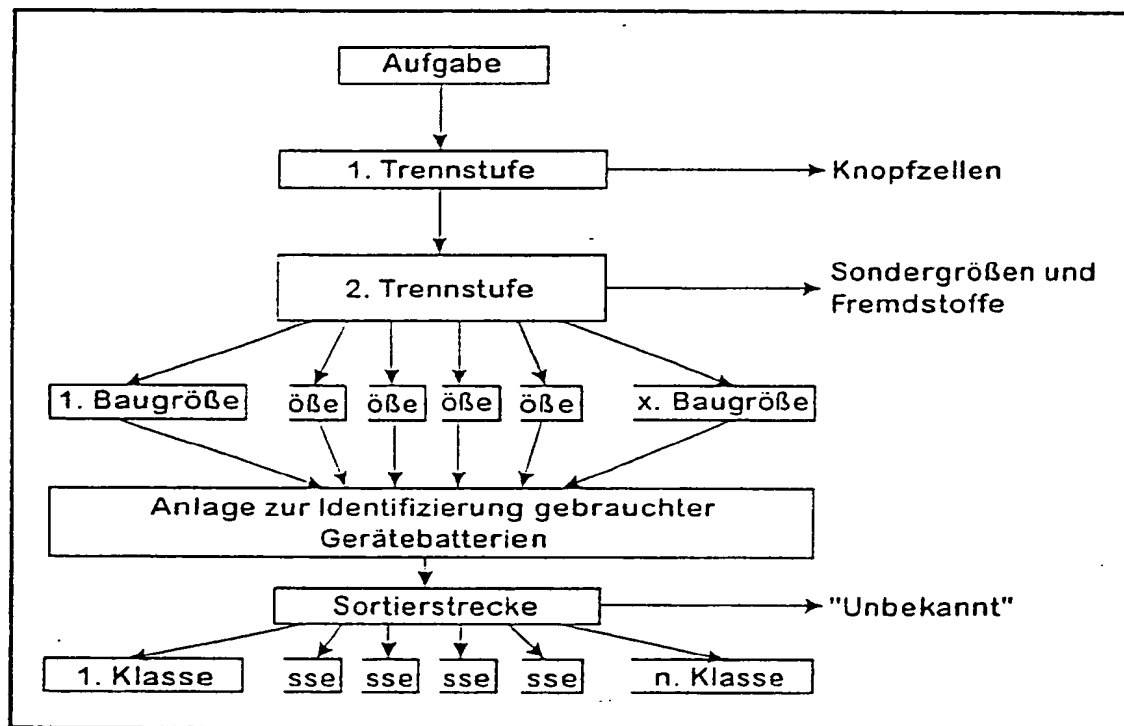 Aufgabe
1. Trennstufe
Knopfzellen
2. Trennstufe
Sondergrößen und
Fremdstoffe
1. Baugröße
öße
öße
öße
öße
x. Baugröße
Anlage zur Identifizierung gebrauchter
Gerätebatterien
Sortierstrecke
"Unbekannt"
1. Klasse
sse
sse
sse
sse
n. Klasse